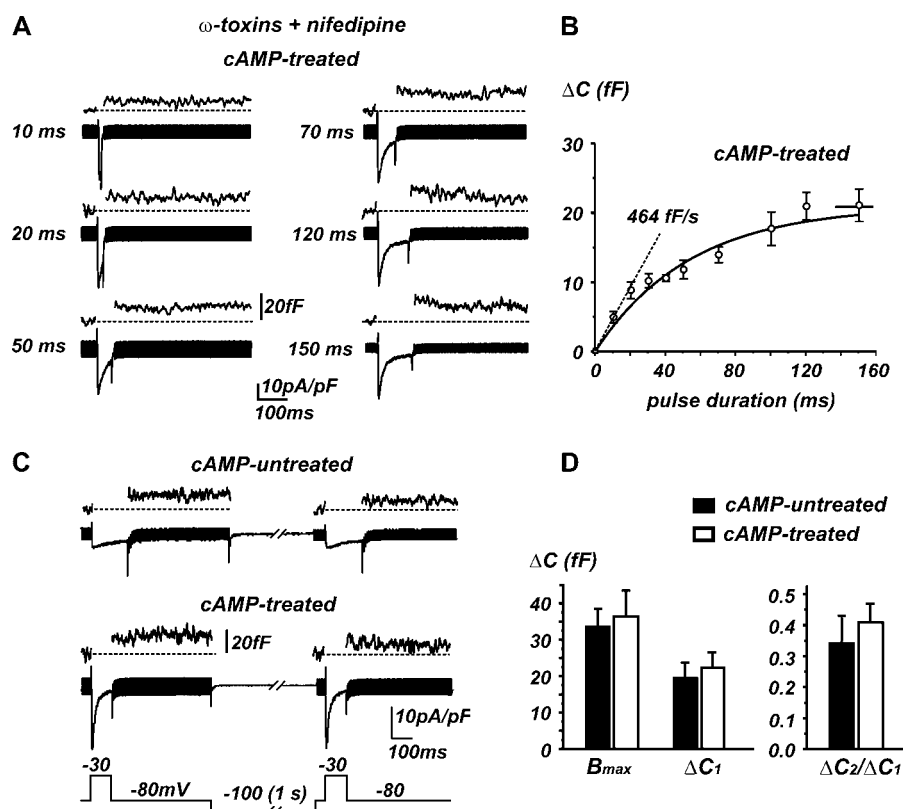 A
ω-toxins + nifedipine
cAMP-treated
10 ms
70 ms
20 ms
120 ms
20fF
50 ms
150 ms
10pA/pF
100ms
B
ΔC (fF)
30
20
10
0
cAMP-treated
464 fF/s
0 40 80 120 160
pulse duration (ms)
C
cAMP-untreated
cAMP-treated
20fF
10pA/pF
100ms
-30
-80mV
-100 (1 s)
-30
-80
D
cAMP-untreated
cAMP-treated
ΔC (fF)
40
30
20
30
10
0
Bmax
ΔC1
0.5
0.4
0.3
0.2
0.1
0.0
ΔC2/ΔC1